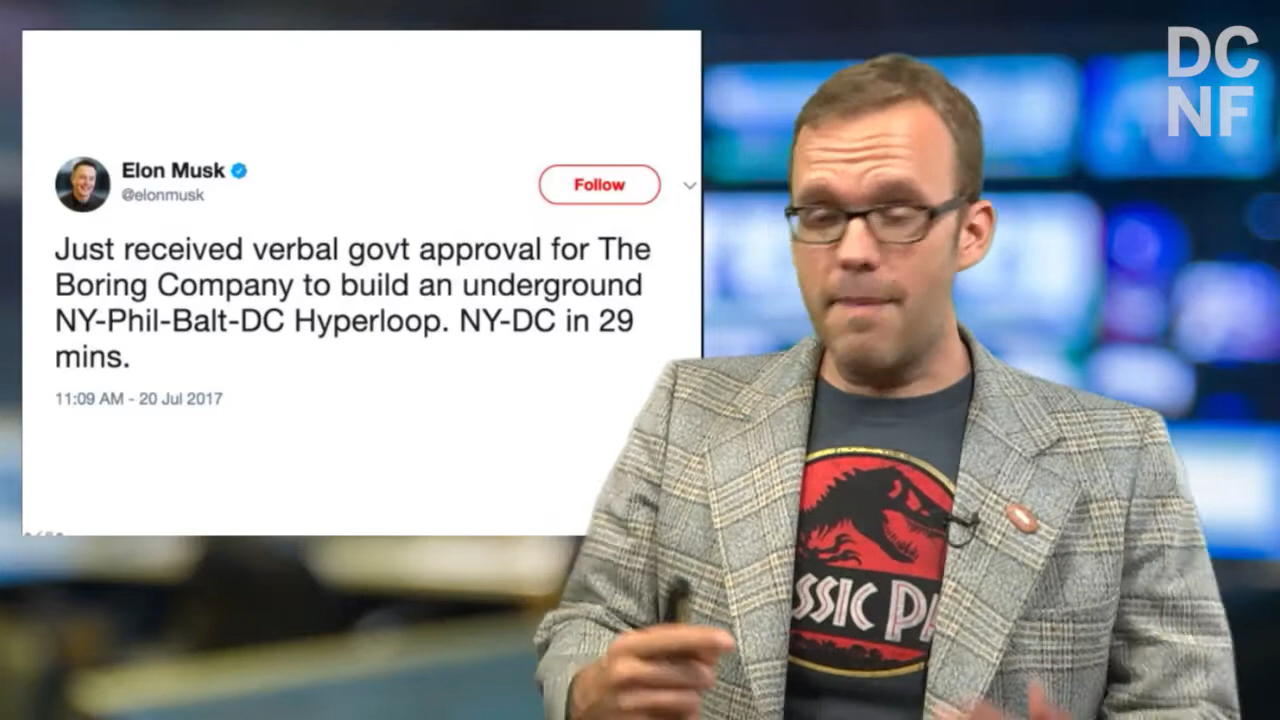 DC
NF
Elon Musk
@elonmusk
Follow
Just received verbal govt approval for The
Boring Company to build an underground
NY-Phil-Balt-DC Hyperloop. NY-DC in 29
mins.
11:09 AM - 20 Jul 2017
SSIC PA